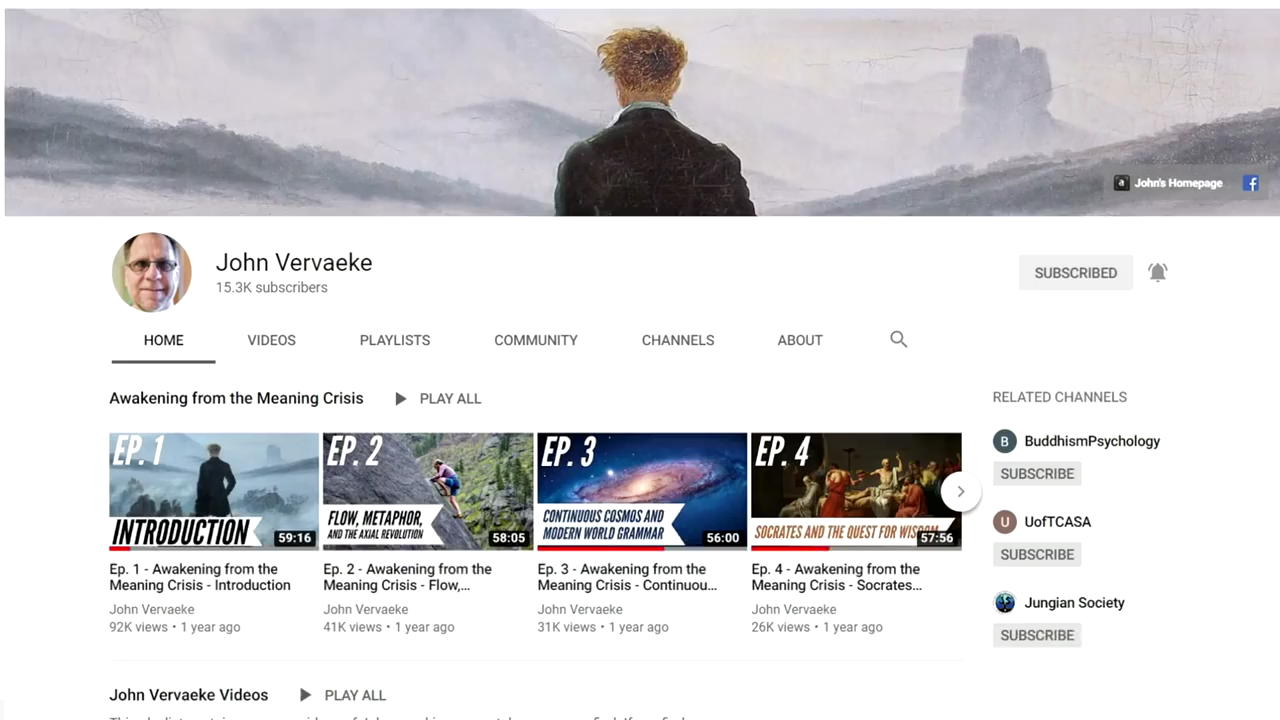 a John's Homepage f
John Vervaeke
15.3K subscribers
SUBSCRIBED
HOME VIDEOS PLAYLISTS COMMUNITY CHANNELS ABOUT
Awakening from the Meaning Crisis PLAY ALL
EP. 1
INTRODUCTION
59:16
Ep. 1 - Awakening from the
Meaning Crisis - Introduction
John Vervaeke
92K views • 1 year ago
EP. 2
FLOW, METAPHOR,
AND THE AXIAL REVOLUTION
58:05
Ep. 2 - Awakening from the
Meaning Crisis - Flow,...
John Vervaeke
41K views • 1 year ago
EP. 3
CONTINUOUS COSMOS AND
MODERN WORLD GRAMMAR
56:00
Ep. 3 - Awakening from the
Meaning Crisis - Continuou...
John Vervaeke
31K views • 1 year ago
EP. 4
SOCRATES AND THE QUEST FOR WISDOM
57:56
Ep. 4 - Awakening from the
Meaning Crisis - Socrates...
John Vervaeke
26K views • 1 year ago
RELATED CHANNELS
B BuddhismPsychology
SUBSCRIBE
U UofTCASA
SUBSCRIBE
Jungian Society
SUBSCRIBE
John Vervaeke Videos PLAY ALL